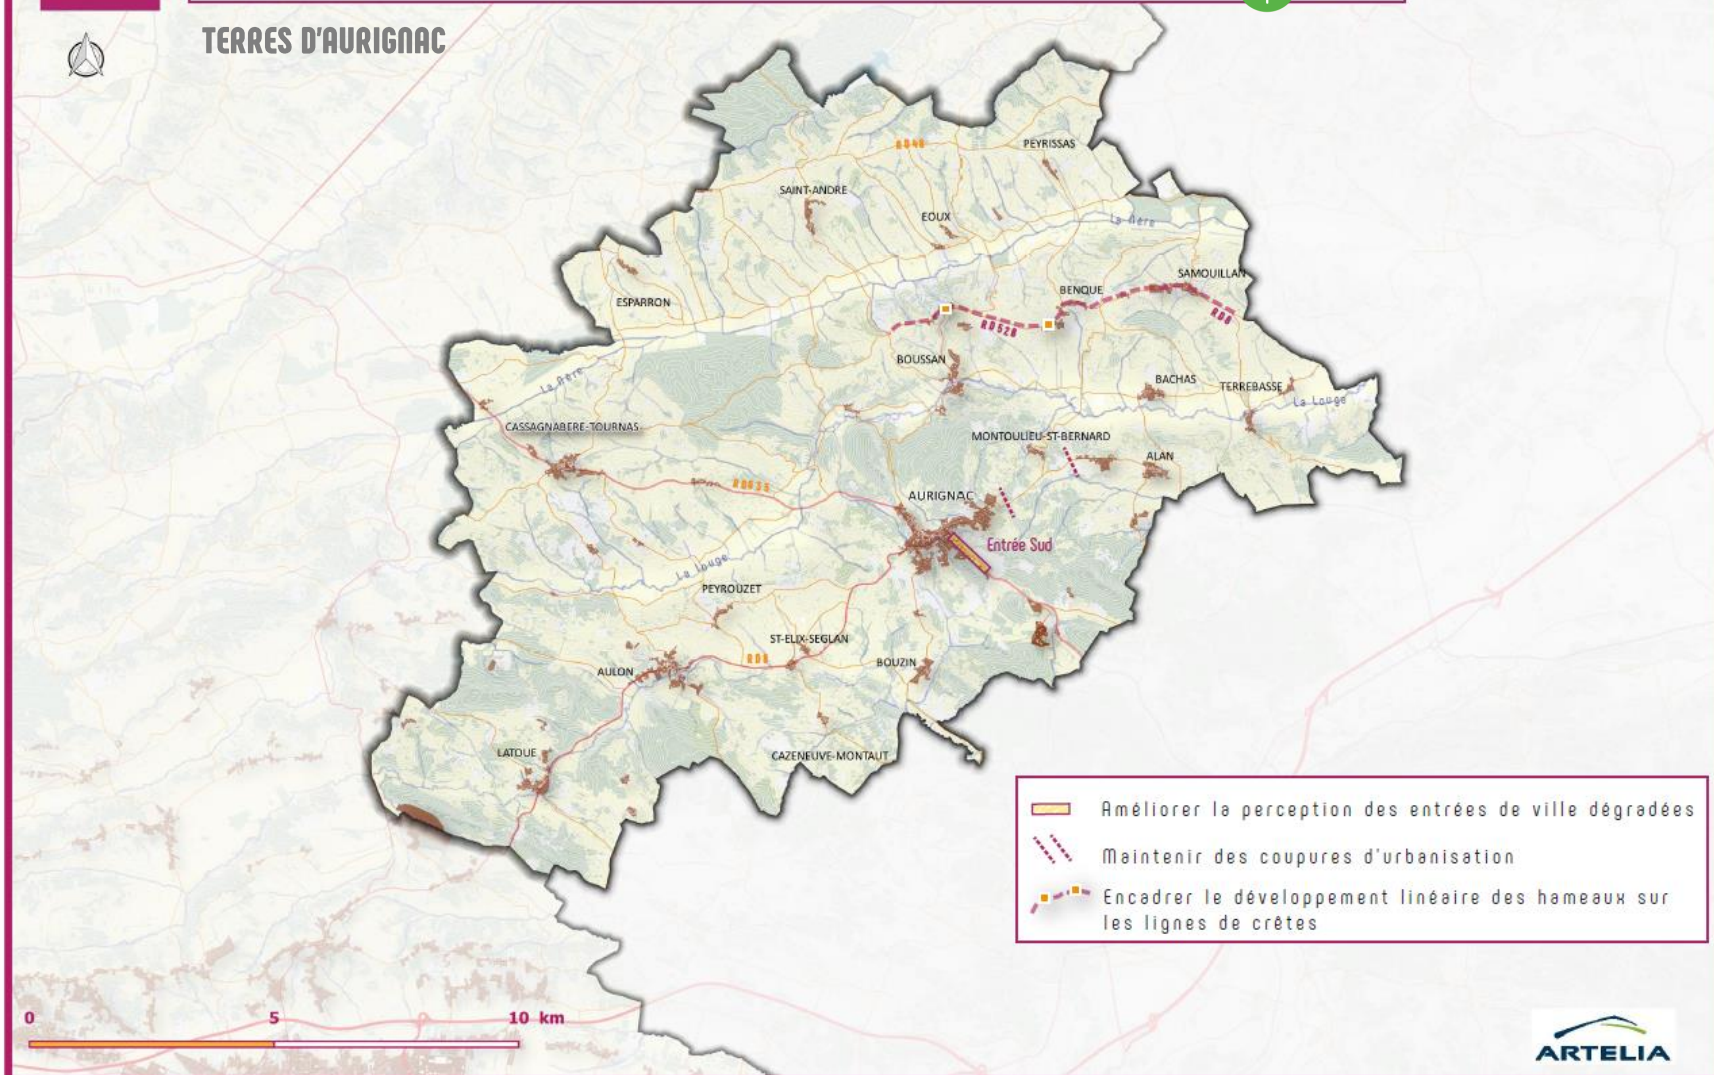 TERRES D'AURIGNAC
RD48
PEYRISSAS
SAINT-ANDRE
EOUX
La Nère
SAMOUILLAN
BENQUE
ESPARRON
RD8
RD52B
BOUSSAN
La Nère
BACHAS
TERREBASSE
La Louge
CASSAGNABERE-TOURNAS
MONTOULIEU-ST-BERNARD
ALAN
RD635
AURIGNAC
Entrée Sud
La Louge
PEYROUZET
ST-ELIX-SEGLAN
RD8
BOUZIN
AULON
LATOUE
CAZENEUVE-MONTAUT
Améliorer la perception des entrées de ville dégradées
Maintenir des coupures d'urbanisation
Encadrer le développement linéaire des hameaux sur
les lignes de crêtes
0 5 10 km
ARTELIA